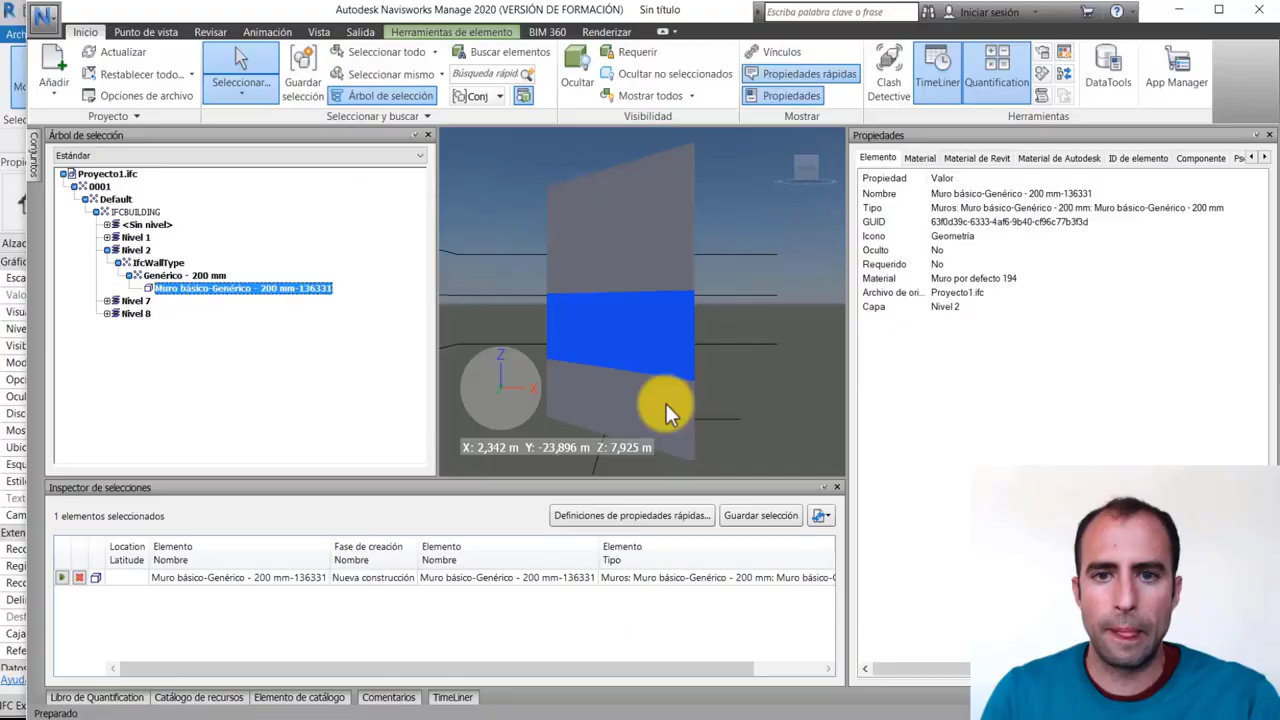 Autodesk Navisworks Manage 2020 (VERSIÓN DE FORMACIÓN) Sin título
Escriba palabra clave o frase
Iniciar sesión
Inicio Punto de vista Revisar Animación Vista Salida Herramientas de elemento BIM 360 Renderizar
Añadir
Actualizar
Restablecer todo...
Opciones de archivo
Proyecto
Seleccionar...
Guardar selección
Seleccionar todo
Seleccionar mismo
Árbol de selección
Buscar elementos
Búsqueda rápid
Conj
Seleccionar y buscar
Ocultar
Requerir
Ocultar no seleccionados
Mostrar todos
Visibilidad
Vínculos
Propiedades rápidas
Propiedades
Mostrar
Clash Detective
TimeLiner
Quantification
DataTools
App Manager
Herramientas
Conjuntos
Árbol de selección
Estándar
Proyecto1.ifc
0001
Default
IFCBUILDING
<Sin nivel>
Nivel 1
Nivel 2
IfcWallType
Genérico - 200 mm
Muro básico-Genérico - 200 mm-136331
Nivel 7
Nivel 8
Z
X
X: 2,342 m Y: -23,896 m Z: 7,925 m
Propiedades
Elemento Material Material de Revit Material de Autodesk ID de elemento Componente Ps
Propiedad Valor
Nombre Muro básico-Genérico - 200 mm-136331
Tipo Muros: Muro básico-Genérico - 200 mm: Muro básico-Genérico - 200 mm
GUID 63f0d39c-6333-4af6-9b40-cf96c77b3f3d
Icono Geometría
Oculto No
Requerido No
Material Muro por defecto 194
Archivo de ori... Proyecto1.ifc
Capa Nivel 2
Inspector de selecciones
1 elementos seleccionados
Definiciones de propiedades rápidas...
Guardar selección
Location Elemento Fase de creación Elemento Elemento
Latitude Nombre Nombre Nombre Tipo
Muro básico-Genérico - 200 mm-136331 Nueva construcción Muro básico-Genérico - 200 mm-136331 Muros: Muro básico-Genérico - 200 mm: Muro básico-G
Libro de Quantification Catálogo de recursos Elemento de catálogo Comentarios TimeLiner
Preparado